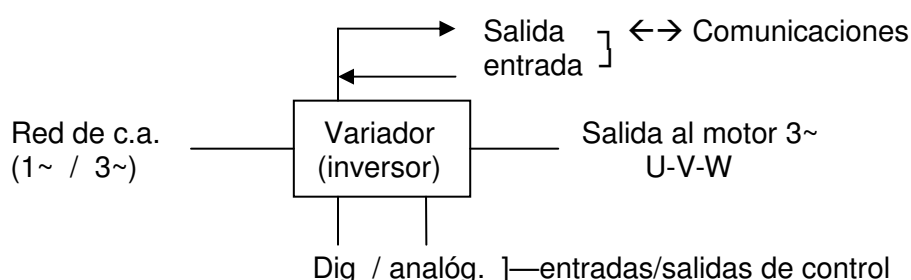 Salida ←→ Comunicaciones
entrada
Red de c.a.
(1~ / 3~)
Variador
(inversor)
Salida al motor 3~
U-V-W
Dig / analóg. ]—entradas/salidas de control